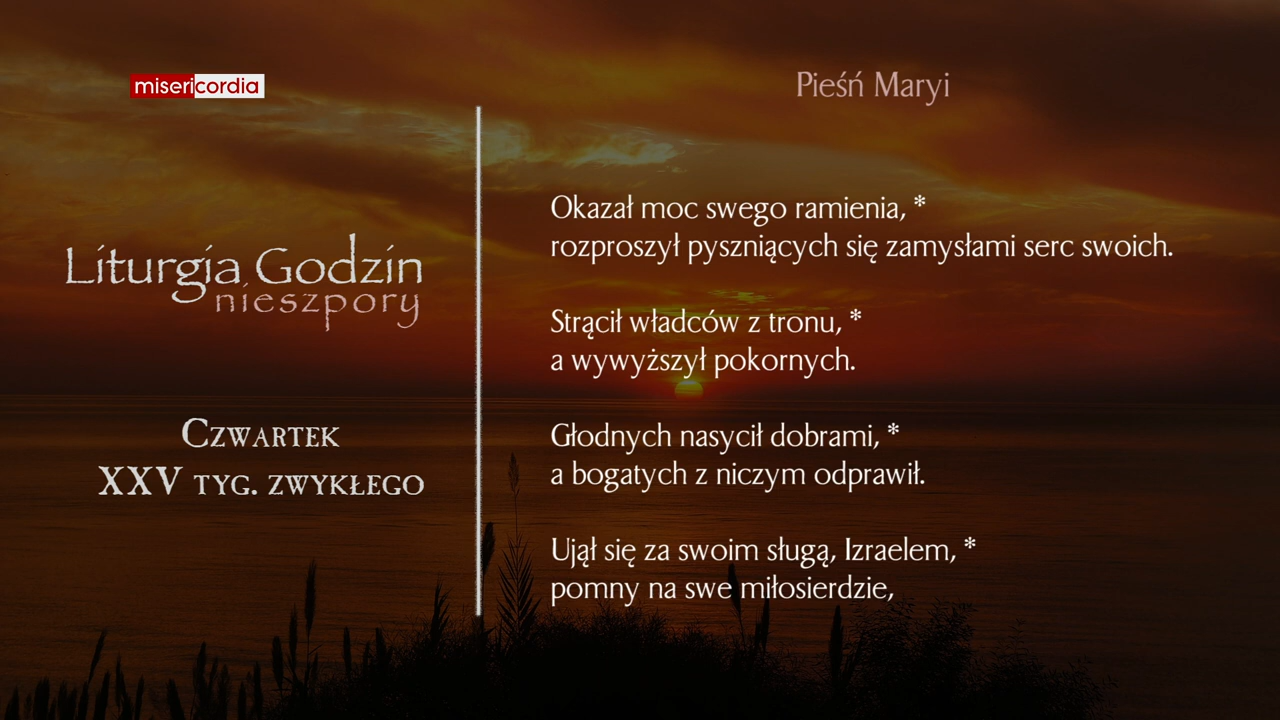 misericordia
Liturgia Godzin
nieszpory
Czwartek
XXV tyg. zwykłego
Pieśń Maryi
Okazał moc swego ramienia, *
rozproszył pyszniących się zamysłami serc swoich.
Strącił władców z tronu, *
a wywyższył pokornych.
Głodnych nasycił dobrami, *
a bogatych z niczym odprawił.
Ujął się za swoim sługą, Izraelem, *
pomny na swe miłosierdzie,